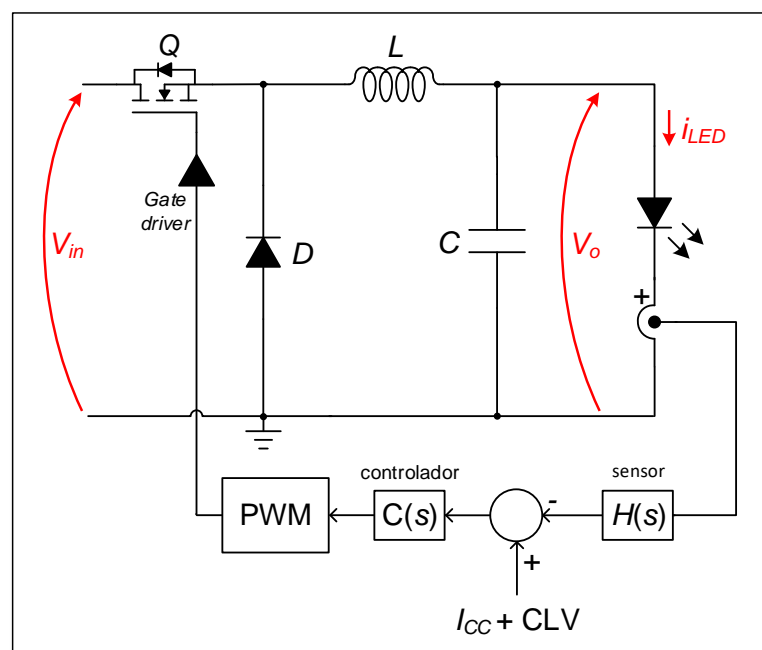 Q
L
i_LED
Gate
driver
V_in
D
C
V_o
+
controlador
sensor
PWM
C(s)
-
H(s)
+
I_CC + CLV